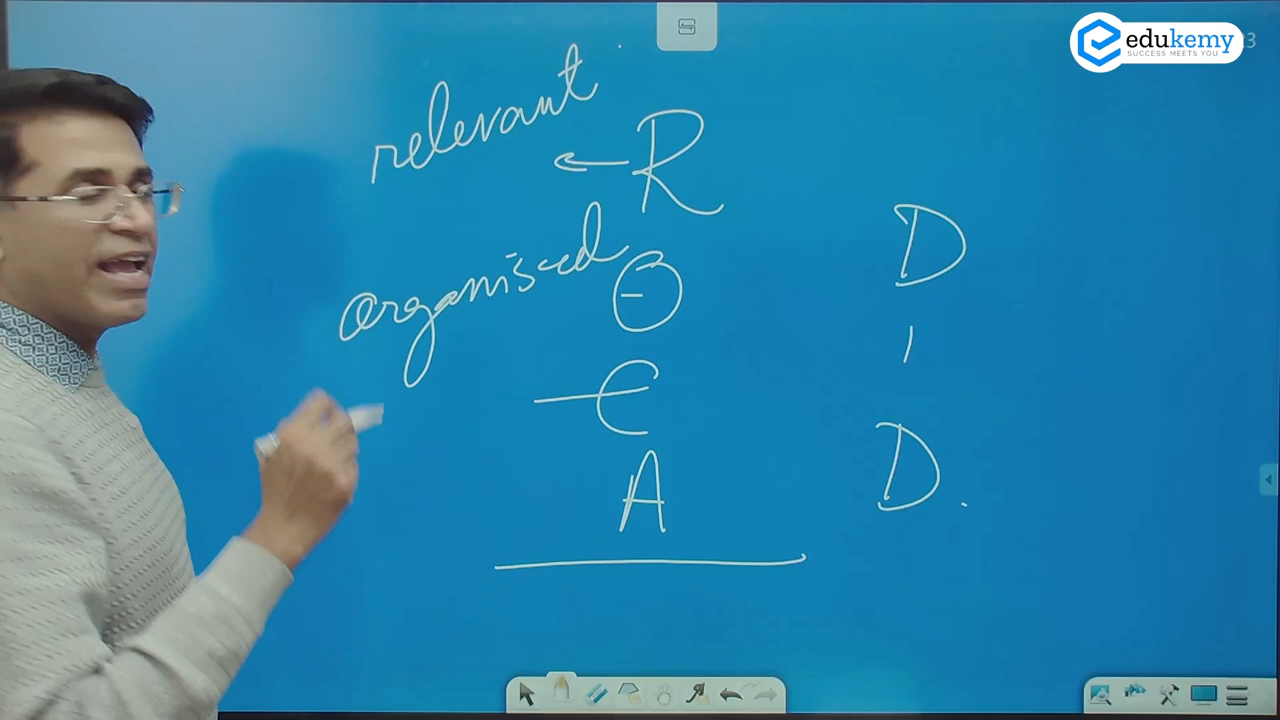 edukemy
SUCCESS MEETS YOU
relevant
R
organised
O
E
A
D
I
D.